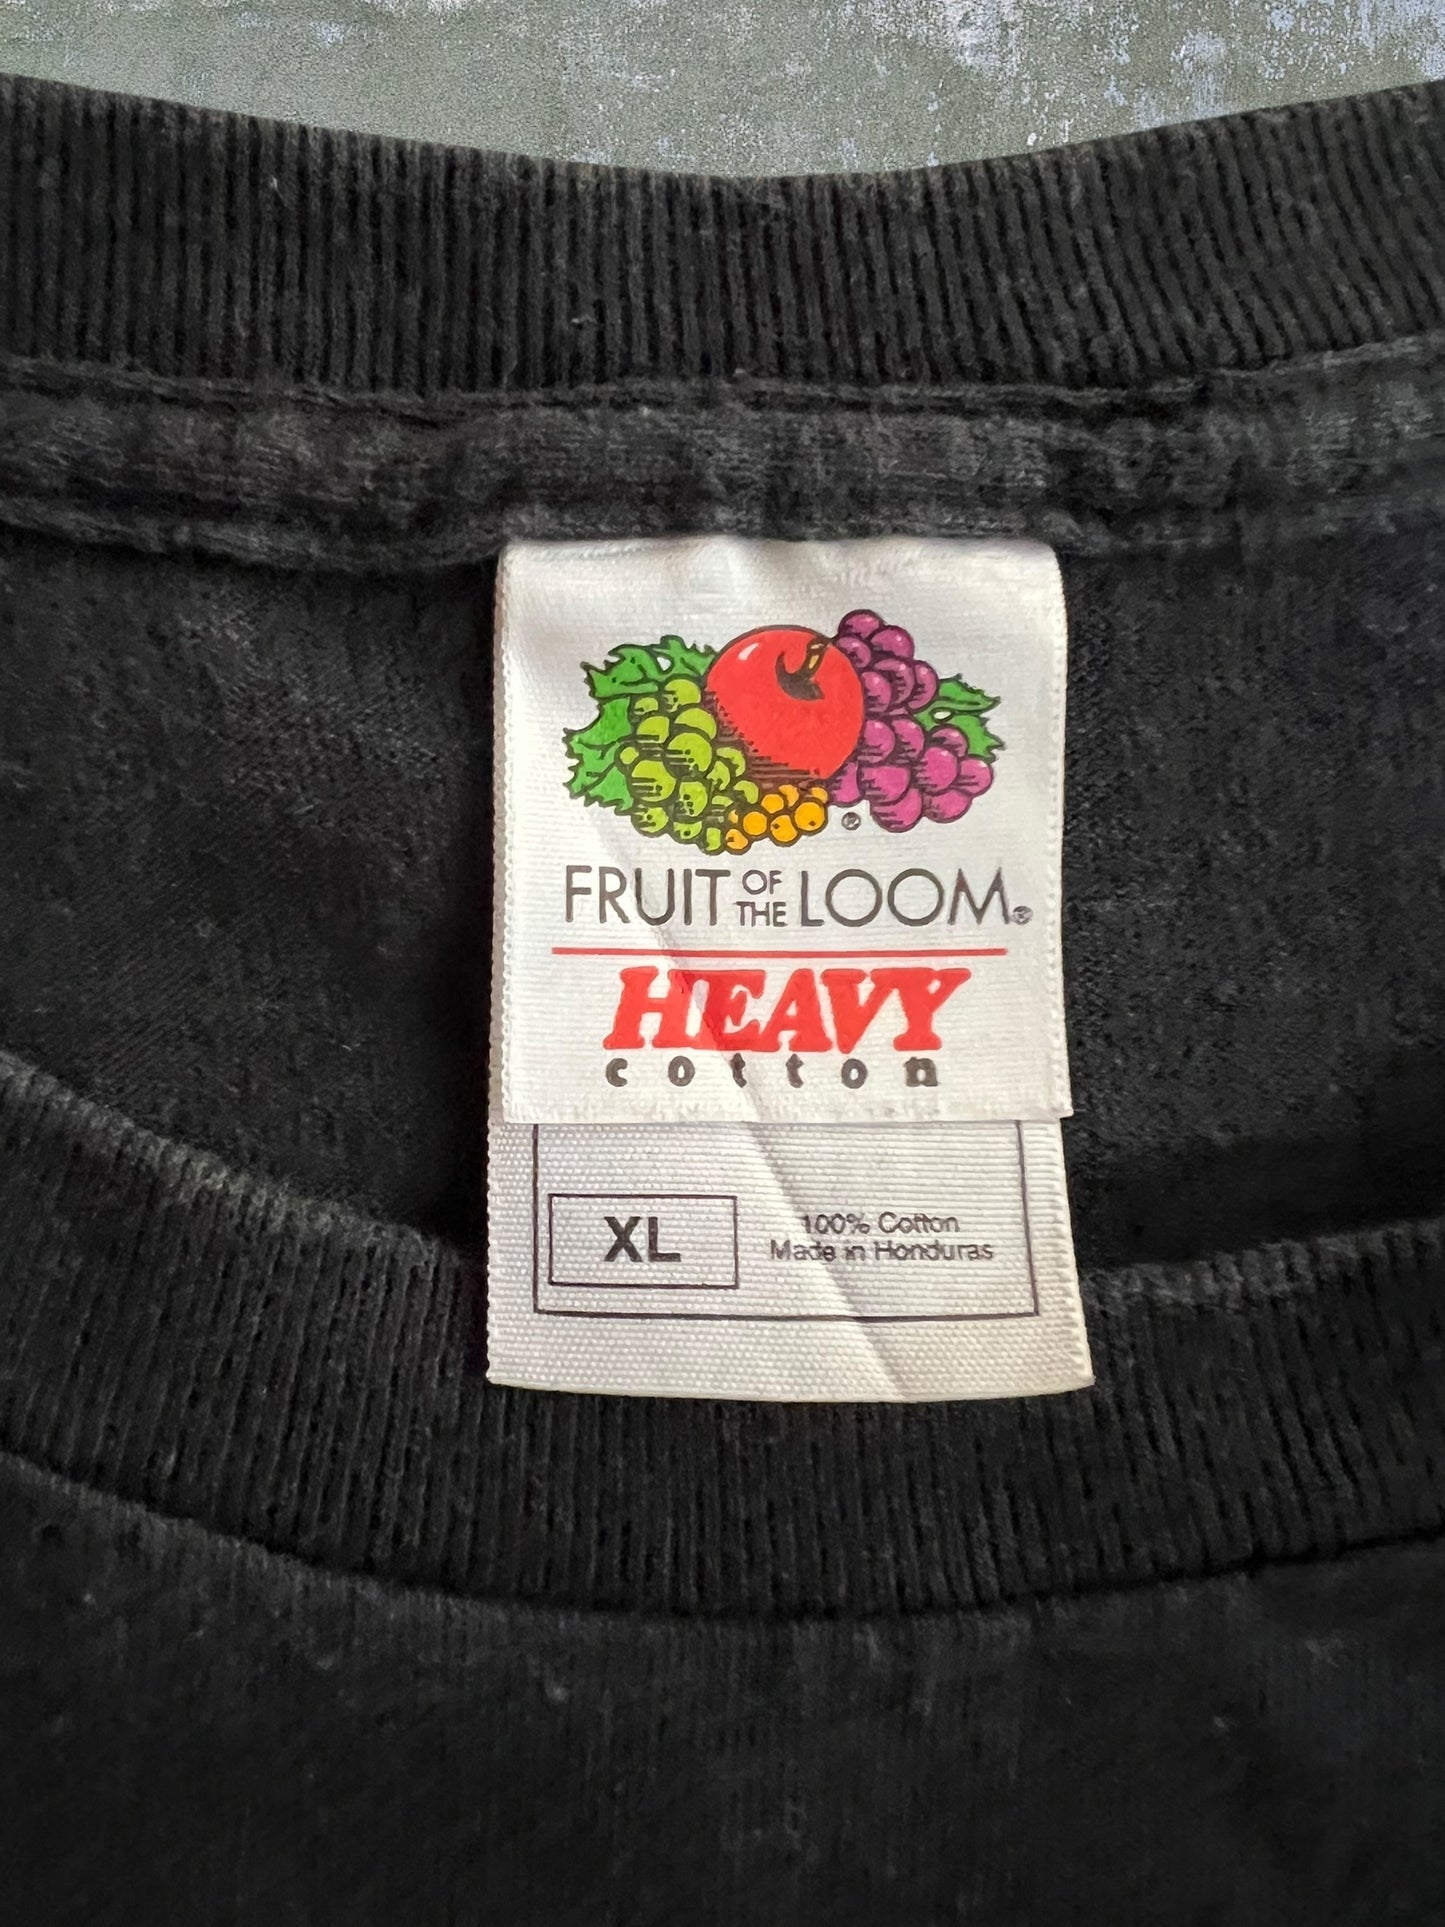 ®
FRUIT OF THE LOOM®
HEAVY
cotton
XL
100% Cotton
Made in Honduras